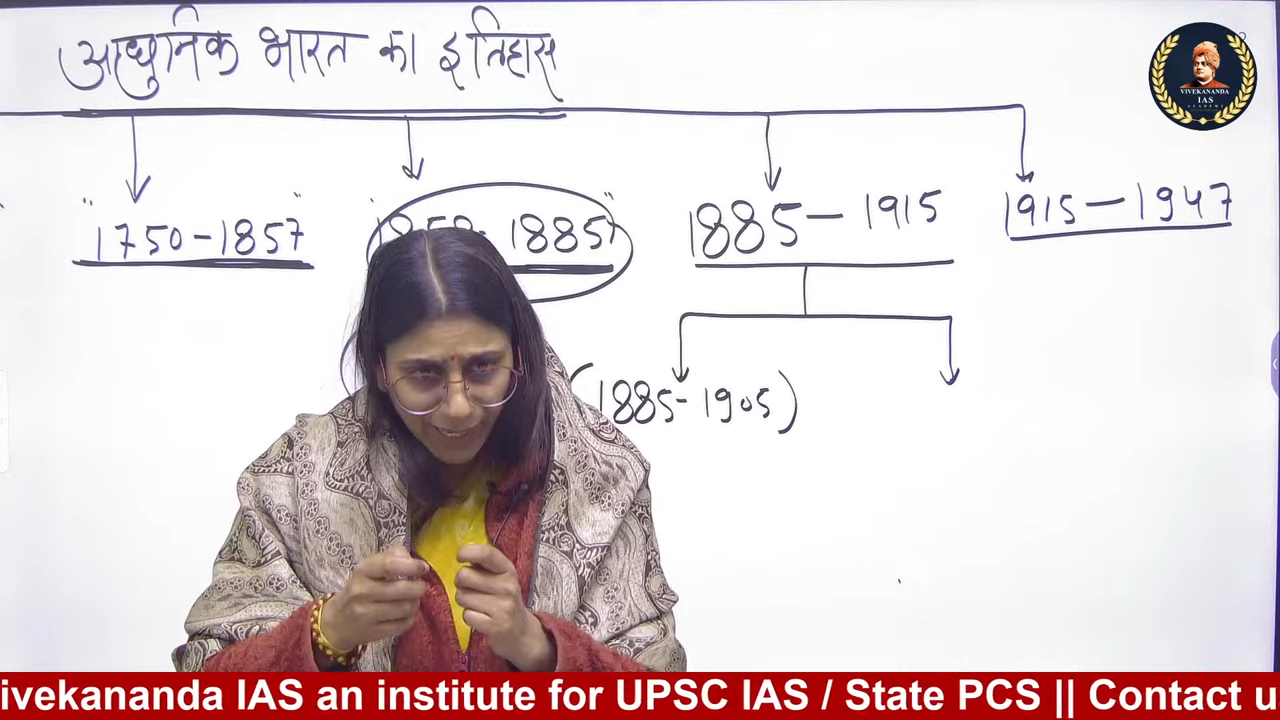 आधुनिक भारत का इतिहास
VIVEKANANDA
IAS
"1750-1857" 1885" 1885-1915 1915-1947
(1885-1905)
ivekananda IAS an institute for UPSC IAS / State PCS || Contact u